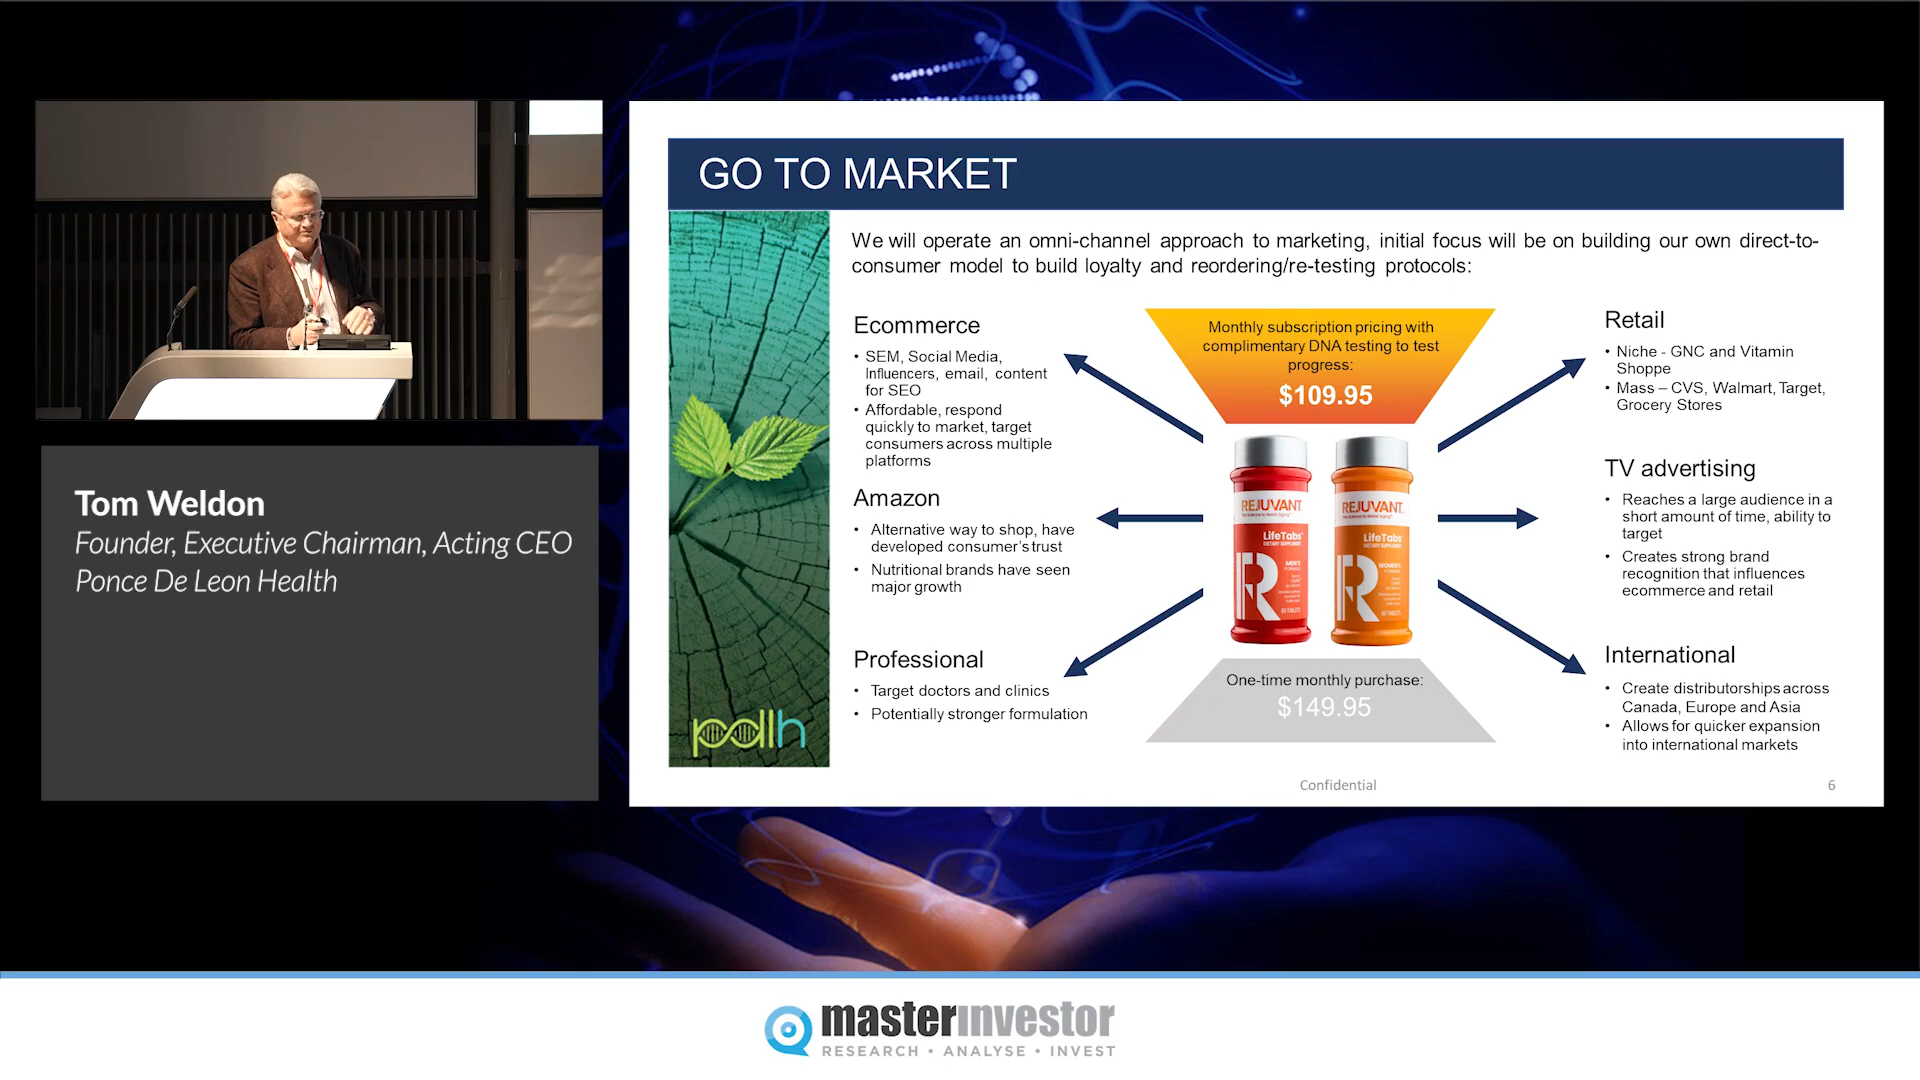 Tom Weldon
Founder, Executive Chairman, Acting CEO
Ponce De Leon Health
GO TO MARKET
We will operate an omni-channel approach to marketing, initial focus will be on building our own direct-to-
consumer model to build loyalty and reordering/re-testing protocols:
Ecommerce
• SEM, Social Media,
Influencers, email, content
for SEO
• Affordable, respond
quickly to market, target
consumers across multiple
platforms
Amazon
• Alternative way to shop, have
developed consumer's trust
• Nutritional brands have seen
major growth
Professional
• Target doctors and clinics
• Potentially stronger formulation
Monthly subscription pricing with
complimentary DNA testing to test
progress:
$109.95
REJUVANT
LifeTabs
DIETARY SUPPLEMENT
R
MEN'S
FORMULA
60 TABLETS
REJUVANT
LifeTabs
DIETARY SUPPLEMENT
R
WOMEN'S
FORMULA
60 TABLETS
One-time monthly purchase:
$149.95
Retail
• Niche - GNC and Vitamin
Shoppe
• Mass – CVS, Walmart, Target,
Grocery Stores
TV advertising
• Reaches a large audience in a
short amount of time, ability to
target
• Creates strong brand
recognition that influences
ecommerce and retail
International
• Create distributorships across
Canada, Europe and Asia
• Allows for quicker expansion
into international markets
pdlh
Confidential
6
masterinvestor
RESEARCH • ANALYSE • INVEST